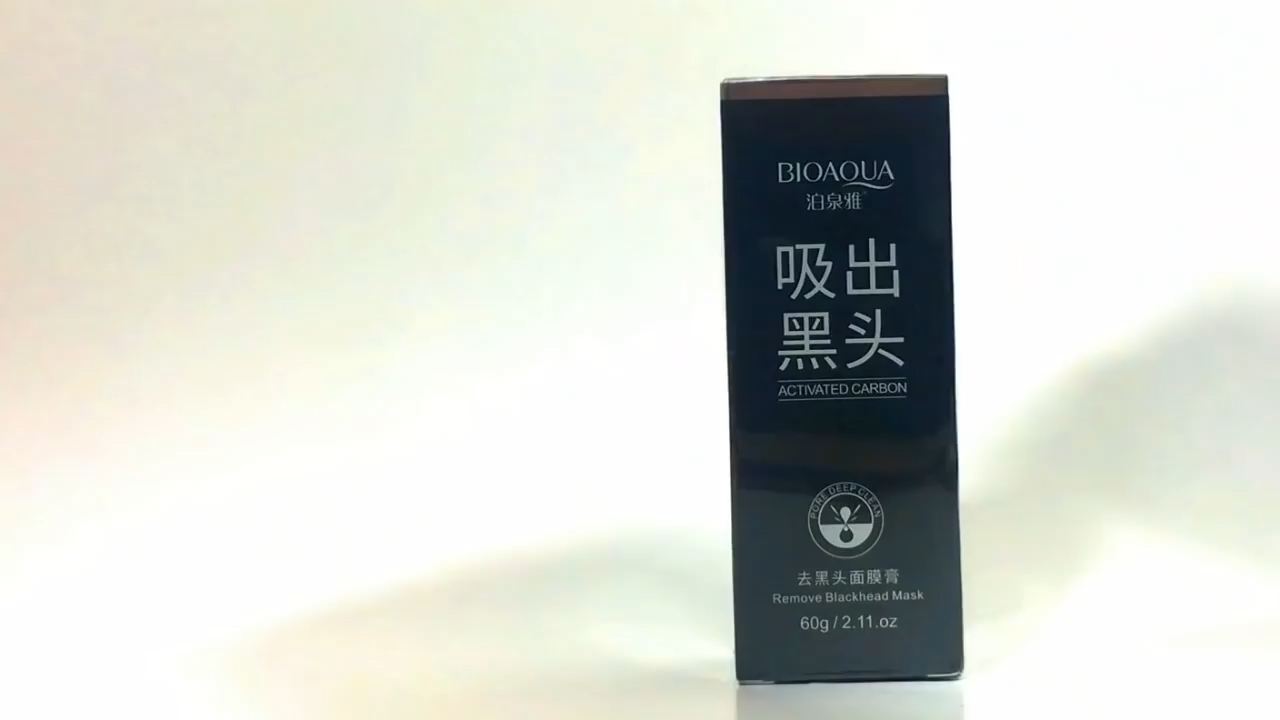 BIOAQUA
泊泉雅
吸出
黑头
ACTIVATED CARBON
PORE DEEP CLEAN
去黑头面膜膏
Remove Blackhead Mask
60g / 2.11.oz